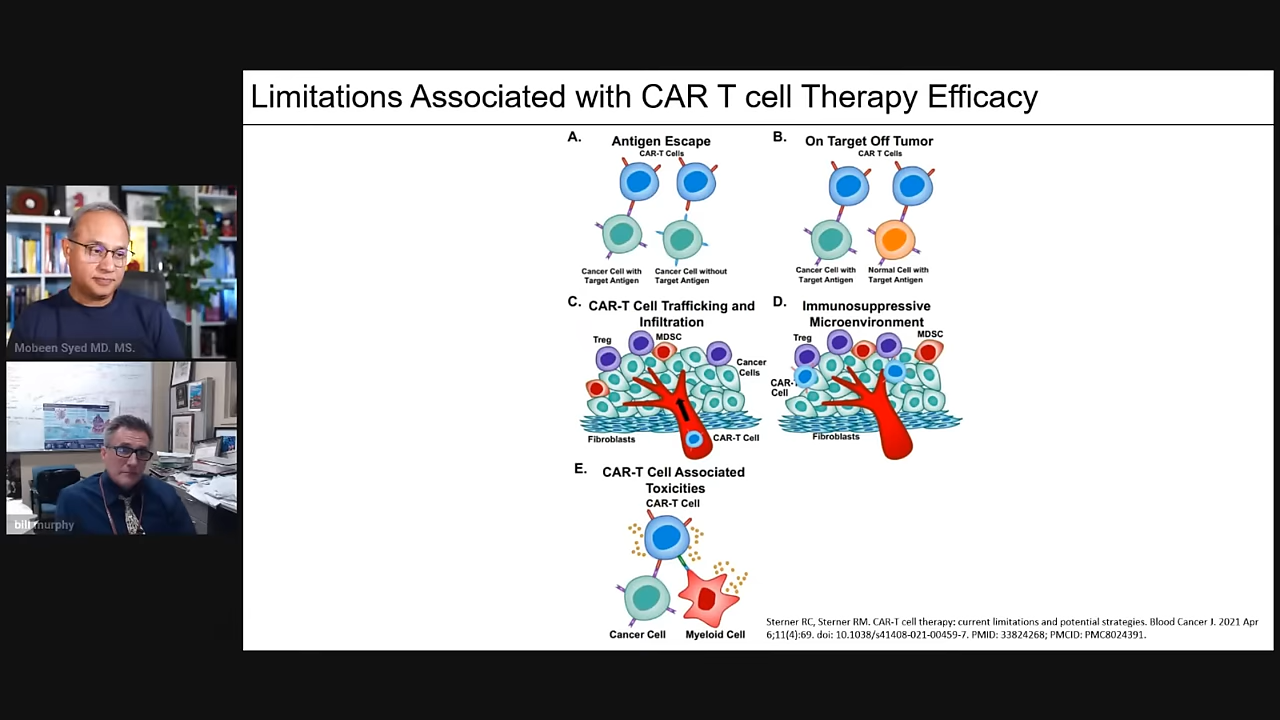 Limitations Associated with CAR T cell Therapy Efficacy
A.
Antigen Escape
CAR-T Cells
Cancer Cell with
Target Antigen
Cancer Cell without
Target Antigen
B.
On Target Off Tumor
CAR T Cells
Cancer Cell with
Target Antigen
Normal Cell with
Target Antigen
C.
CAR-T Cell Trafficking and
Infiltration
Treg
MDSC
Cancer
Cells
Fibroblasts
CAR-T Cell
D.
Immunosuppressive
Microenvironment
Treg
MDSC
CAR-
Cell
Fibroblasts
E.
CAR-T Cell Associated
Toxicities
CAR-T Cell
Cancer Cell
Myeloid Cell
Sterner RC, Sterner RM. CAR-T cell therapy: current limitations and potential strategies. Blood Cancer J. 2021 Apr
6;11(4):69. doi: 10.1038/s41408-021-00459-7. PMID: 33824268; PMCID: PMC8024391.
Mobeen Syed MD. MS.
bill murphy